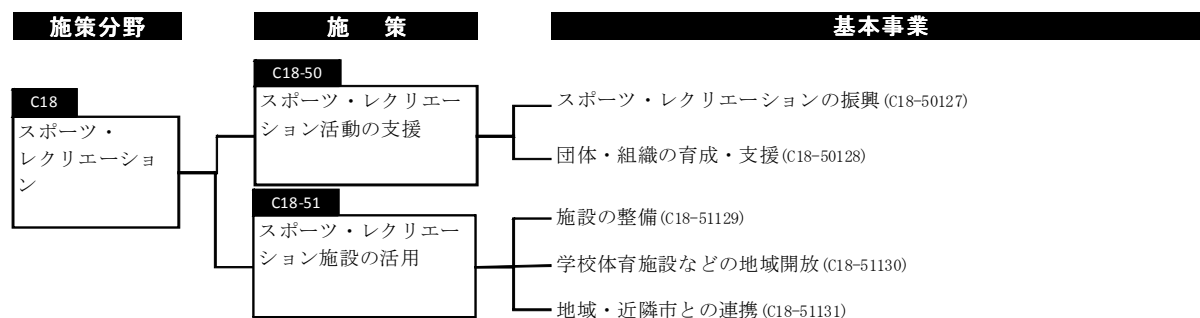 施策分野
施 策
基本事業
C18
スポーツ・
レクリエーショ
ン
C18-50
スポーツ・レクリエー
ション活動の支援
スポーツ・レクリエーションの振興(C18-50127)
団体・組織の育成・支援(C18-50128)
C18-51
スポーツ・レクリエー
ション施設の活用
施設の整備(C18-51129)
学校体育施設などの地域開放(C18-51130)
地域・近隣市との連携(C18-51131)